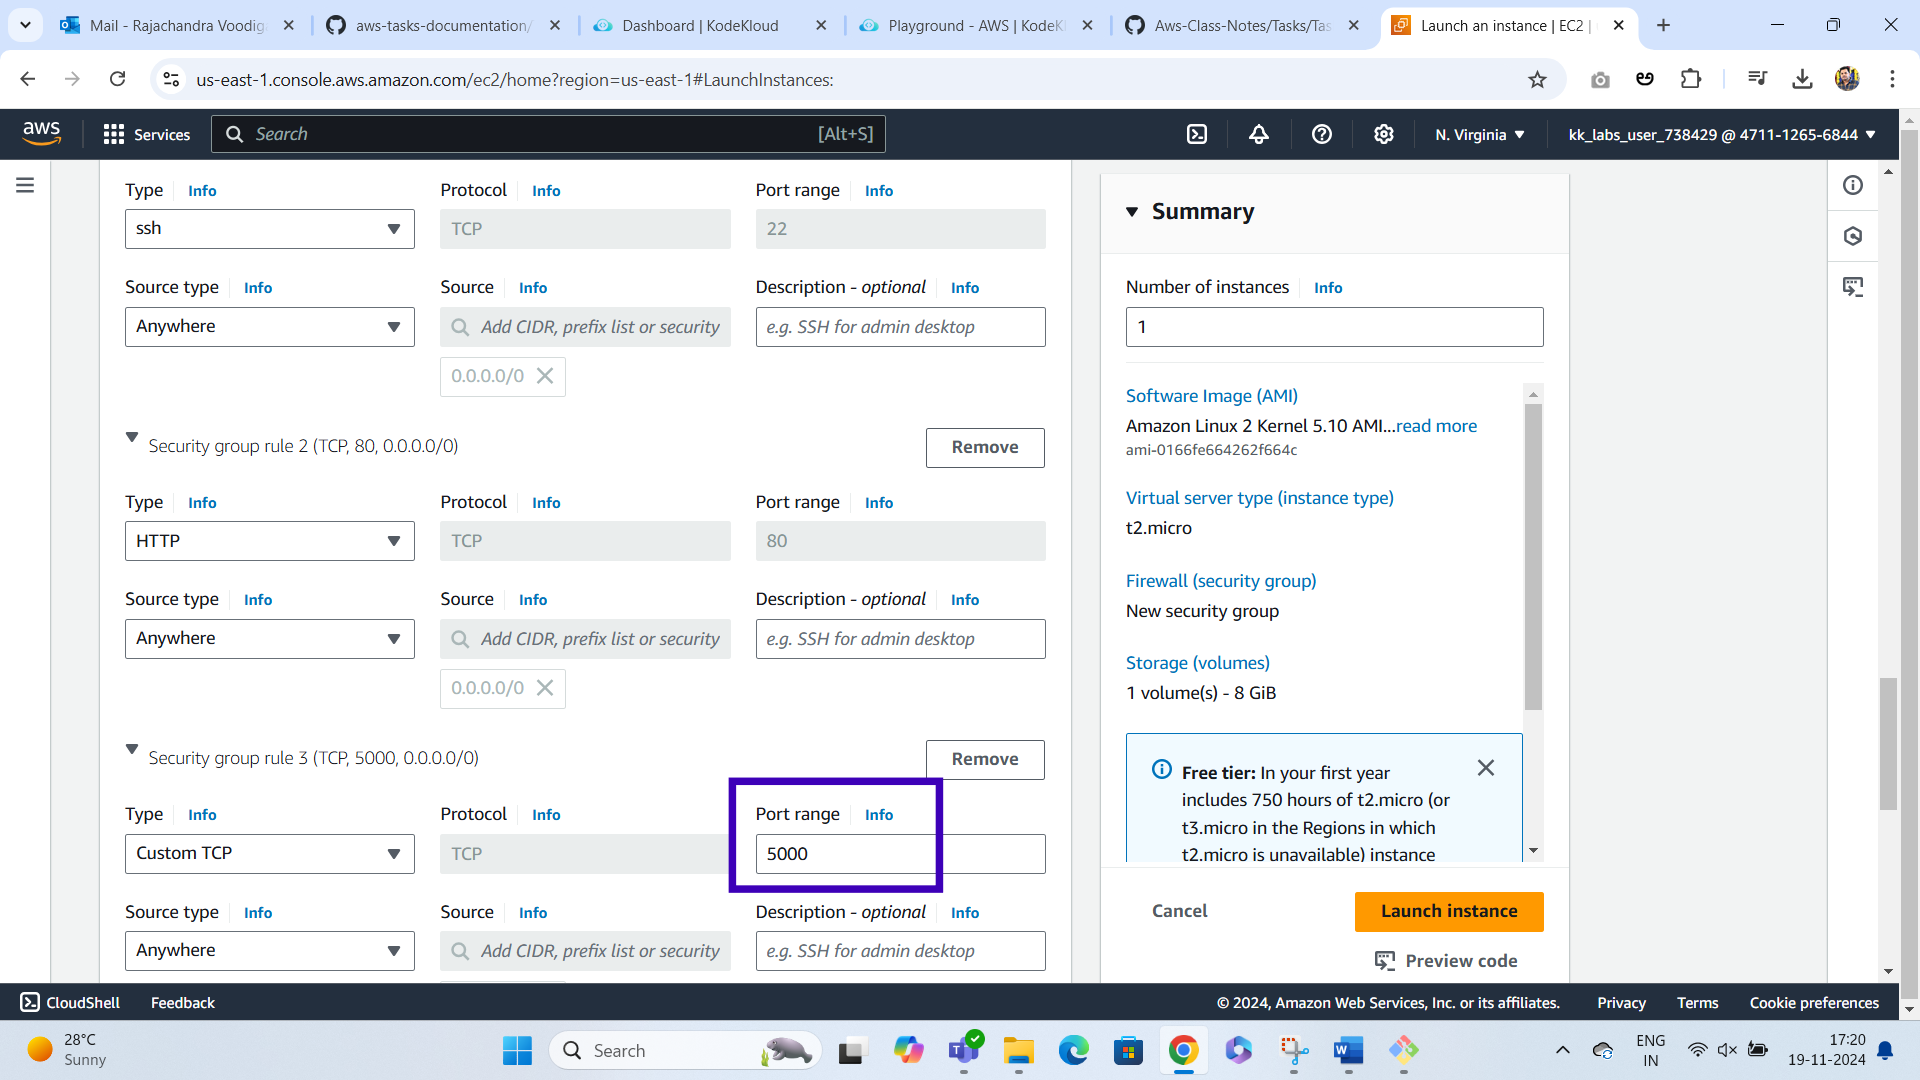 Mail - Rajachandra Voodig
aws-tasks-documentation/
Dashboard | KodeKloud
Playground - AWS | KodeKl
Aws-Class-Notes/Tasks/Tas
Launch an instance | EC2 |
us-east-1.console.aws.amazon.com/ec2/home?region=us-east-1#LaunchInstances:
aws
Services
Search
[Alt+S]
N. Virginia
kk_labs_user_738429 @ 4711-1265-6844
Type Info
Protocol Info
Port range Info
ssh
TCP
22
Source type Info
Source Info
Description - optional Info
Anywhere
Add CIDR, prefix list or security
e.g. SSH for admin desktop
0.0.0.0/0
Security group rule 2 (TCP, 80, 0.0.0.0/0)
Remove
Type Info
Protocol Info
Port range Info
HTTP
TCP
80
Source type Info
Source Info
Description - optional Info
Anywhere
Add CIDR, prefix list or security
e.g. SSH for admin desktop
0.0.0.0/0
Security group rule 3 (TCP, 5000, 0.0.0.0/0)
Remove
Type Info
Protocol Info
Port range Info
Custom TCP
TCP
5000
Source type Info
Source Info
Description - optional Info
Anywhere
Add CIDR, prefix list or security
e.g. SSH for admin desktop
Summary
Number of instances Info
1
Software Image (AMI)
Amazon Linux 2 Kernel 5.10 AMI...read more
ami-0166fe664262f664c
Virtual server type (instance type)
t2.micro
Firewall (security group)
New security group
Storage (volumes)
1 volume(s) - 8 GiB
Free tier: In your first year
includes 750 hours of t2.micro (or
t3.micro in the Regions in which
t2.micro is unavailable) instance
Cancel
Launch instance
Preview code
CloudShell
Feedback
© 2024, Amazon Web Services, Inc. or its affiliates.
Privacy
Terms
Cookie preferences
28°C
Sunny
Search
ENG
IN
17:20
19-11-2024